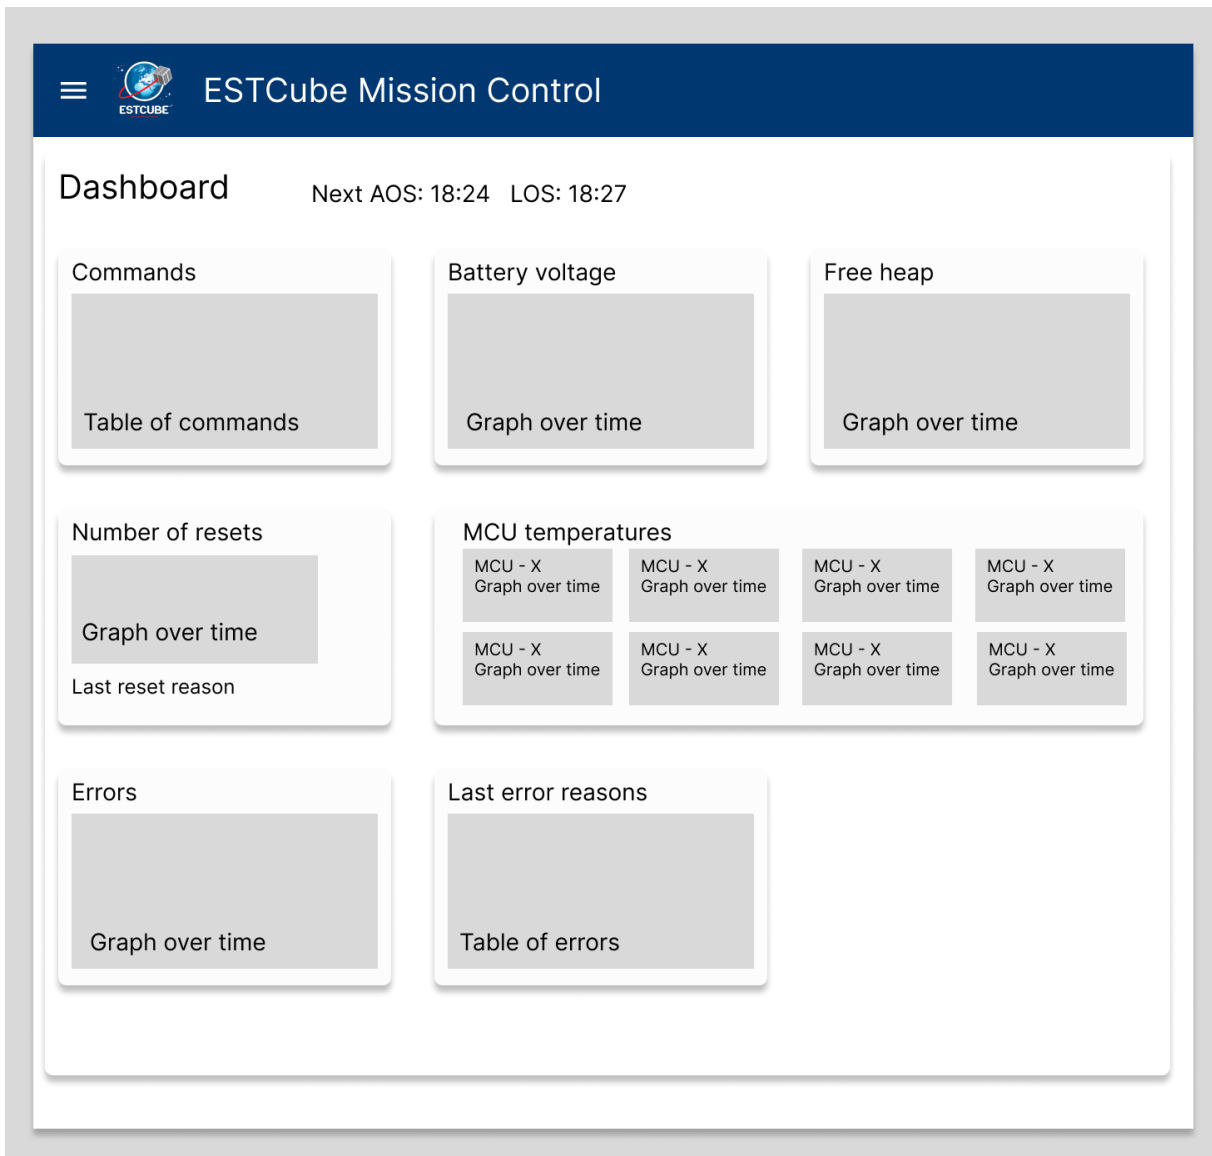 ESTCUBE
ESTCube Mission Control
Dashboard
Next AOS: 18:24 LOS: 18:27
Commands
Table of commands
Battery voltage
Graph over time
Free heap
Graph over time
Number of resets
Graph over time
Last reset reason
MCU temperatures
MCU - X
Graph over time
MCU - X
Graph over time
MCU - X
Graph over time
MCU - X
Graph over time
MCU - X
Graph over time
MCU - X
Graph over time
MCU - X
Graph over time
MCU - X
Graph over time
Errors
Graph over time
Last error reasons
Table of errors